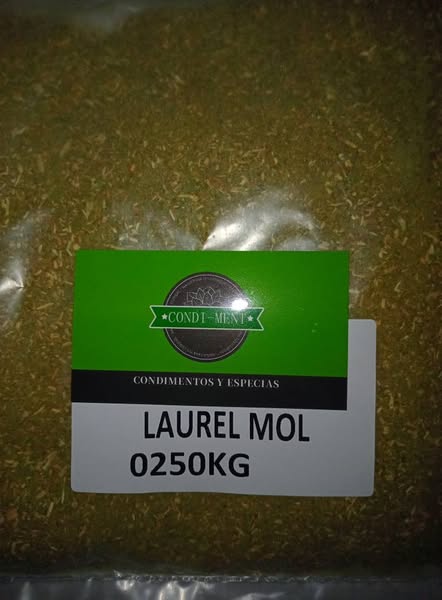 CONDI-MENT
CONDIMENTOS Y ESPECIAS
LAUREL MOL
0250KG